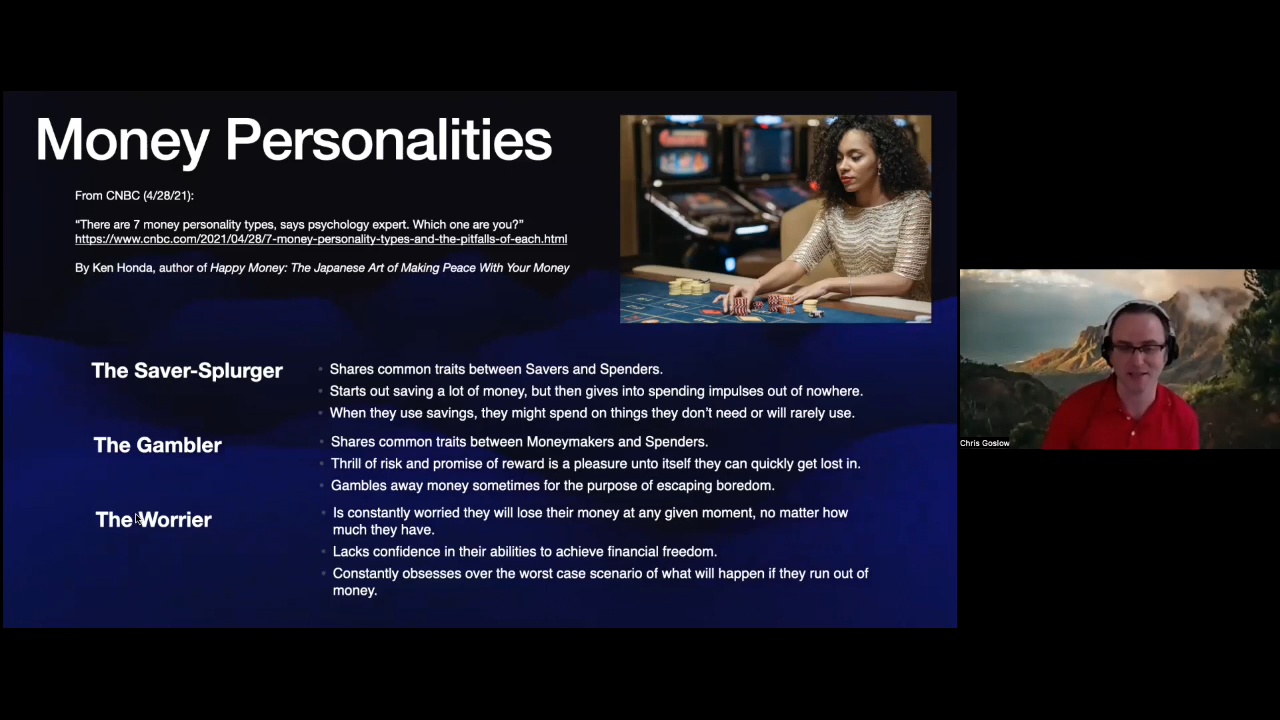 Money Personalities
From CNBC (4/28/21):
“There are 7 money personality types, says psychology expert. Which one are you?”
https://www.cnbc.com/2021/04/28/7-money-personality-types-and-the-pitfalls-of-each.html
By Ken Honda, author of Happy Money: The Japanese Art of Making Peace With Your Money
The Saver-Splurger
Shares common traits between Savers and Spenders.
Starts out saving a lot of money, but then gives into spending impulses out of nowhere.
When they use savings, they might spend on things they don’t need or will rarely use.
The Gambler
Shares common traits between Moneymakers and Spenders.
Thrill of risk and promise of reward is a pleasure unto itself they can quickly get lost in.
Gambles away money sometimes for the purpose of escaping boredom.
The Worrier
Is constantly worried they will lose their money at any given moment, no matter how
much they have.
Lacks confidence in their abilities to achieve financial freedom.
Constantly obsesses over the worst case scenario of what will happen if they run out of
money.
Chris Goslow